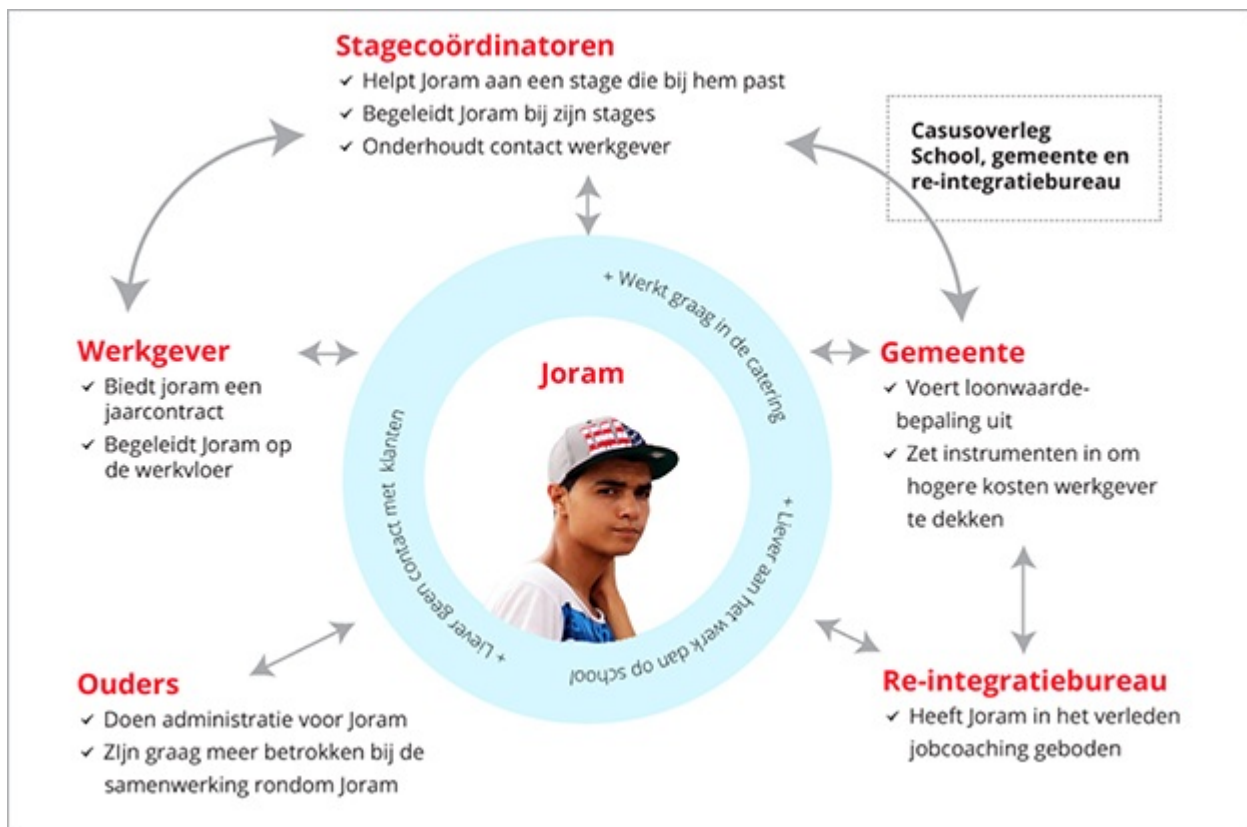 Stagecoördinatoren
✓ Helpt Joram aan een stage die bij hem past
✓ Begeleidt Joram bij zijn stages
✓ Onderhoudt contact werkgever
Casusoverleg
School, gemeente en
re-integratiebureau
Werkgever
✓ Biedt joram een
jaarcontract
✓ Begeleidt Joram op
de werkvloer
Joram
+ Werkt graag in de catering
+ Liever aan het werk dan op school
+ Liever geen contact met klanten
Gemeente
✓ Voert loonwaarde-
bepaling uit
✓ Zet instrumenten in om
hogere kosten werkgever
te dekken
Ouders
✓ Doen administratie voor Joram
✓ ZIjn graag meer betrokken bij de
samenwerking rondom Joram
Re-integratiebureau
✓ Heeft Joram in het verleden
jobcoaching geboden